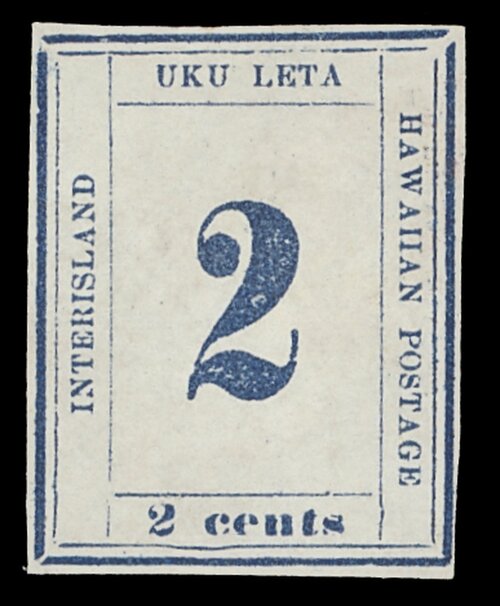 UKU LETA
INTERISLAND
2
HAWAIIAN POSTAGE
2 cents